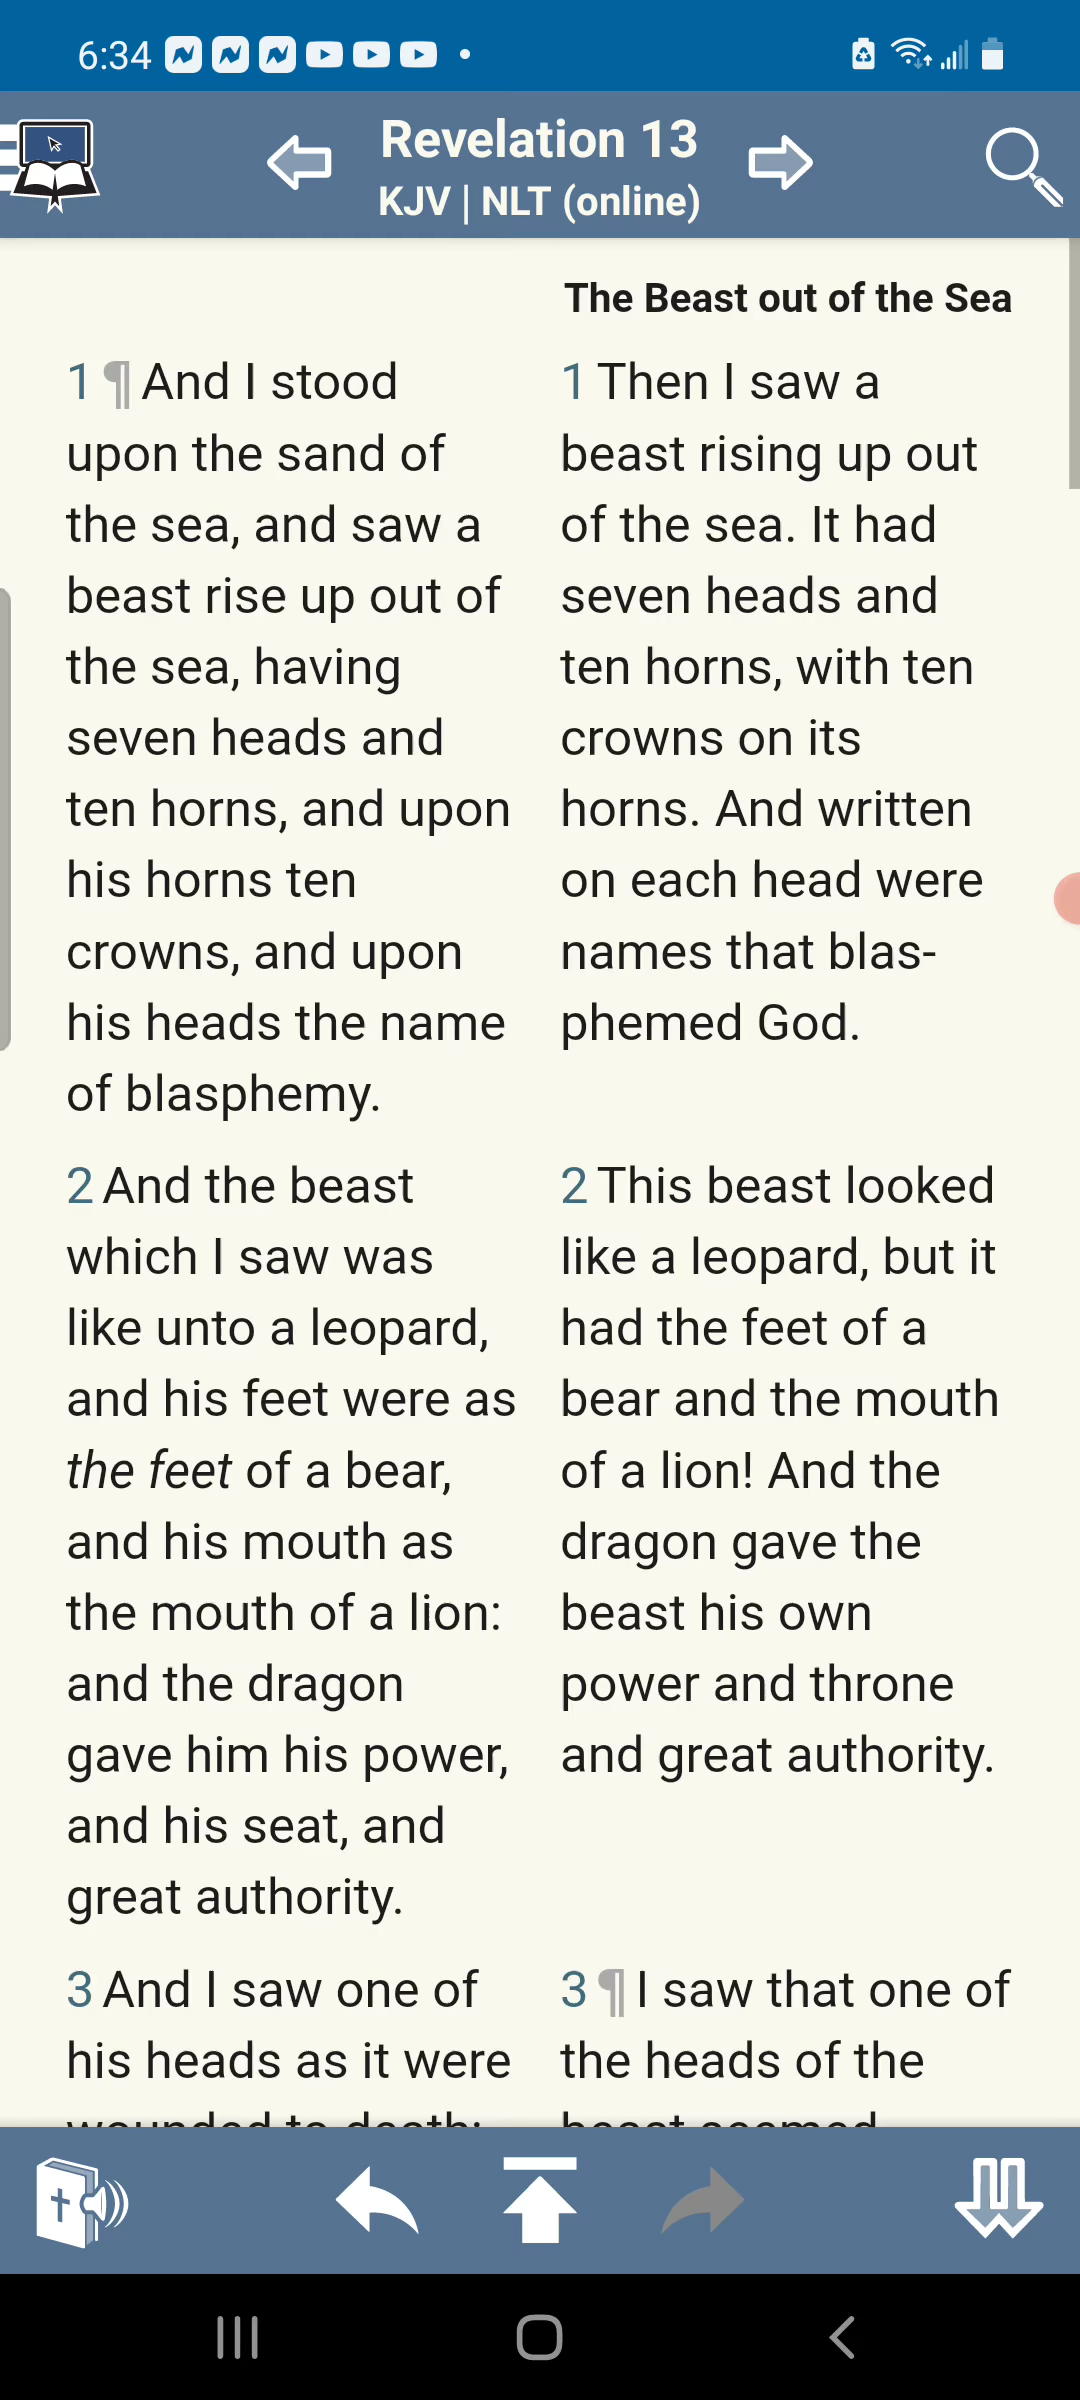 6:34
Revelation 13
KJV | NLT (online)
The Beast out of the Sea
1 ¶ And I stood
upon the sand of
the sea, and saw a
beast rise up out of
the sea, having
seven heads and
ten horns, and upon
his horns ten
crowns, and upon
his heads the name
of blasphemy.
1 Then I saw a
beast rising up out
of the sea. It had
seven heads and
ten horns, with ten
crowns on its
horns. And written
on each head were
names that blas-
phemed God.
2 And the beast
which I saw was
like unto a leopard,
and his feet were as
the feet of a bear,
and his mouth as
the mouth of a lion:
and the dragon
gave him his power,
and his seat, and
great authority.
2 This beast looked
like a leopard, but it
had the feet of a
bear and the mouth
of a lion! And the
dragon gave the
beast his own
power and throne
and great authority.
3 And I saw one of
his heads as it were
wounded to death:
3 ¶ I saw that one of
the heads of the
beast seemed